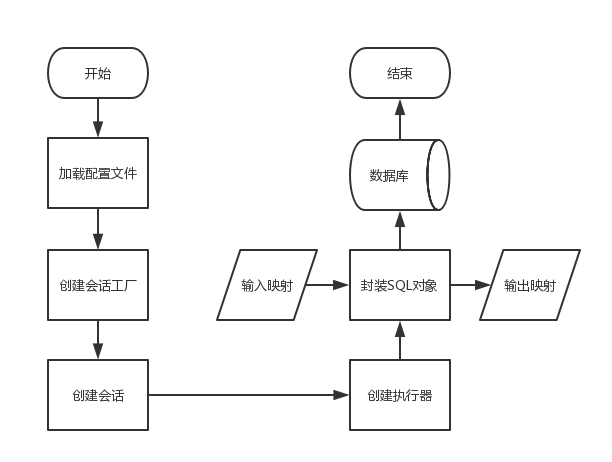 开始
加载配置文件
创建会话工厂
创建会话
创建执行器
输入映射
封装SQL对象
输出映射
数据库
结束